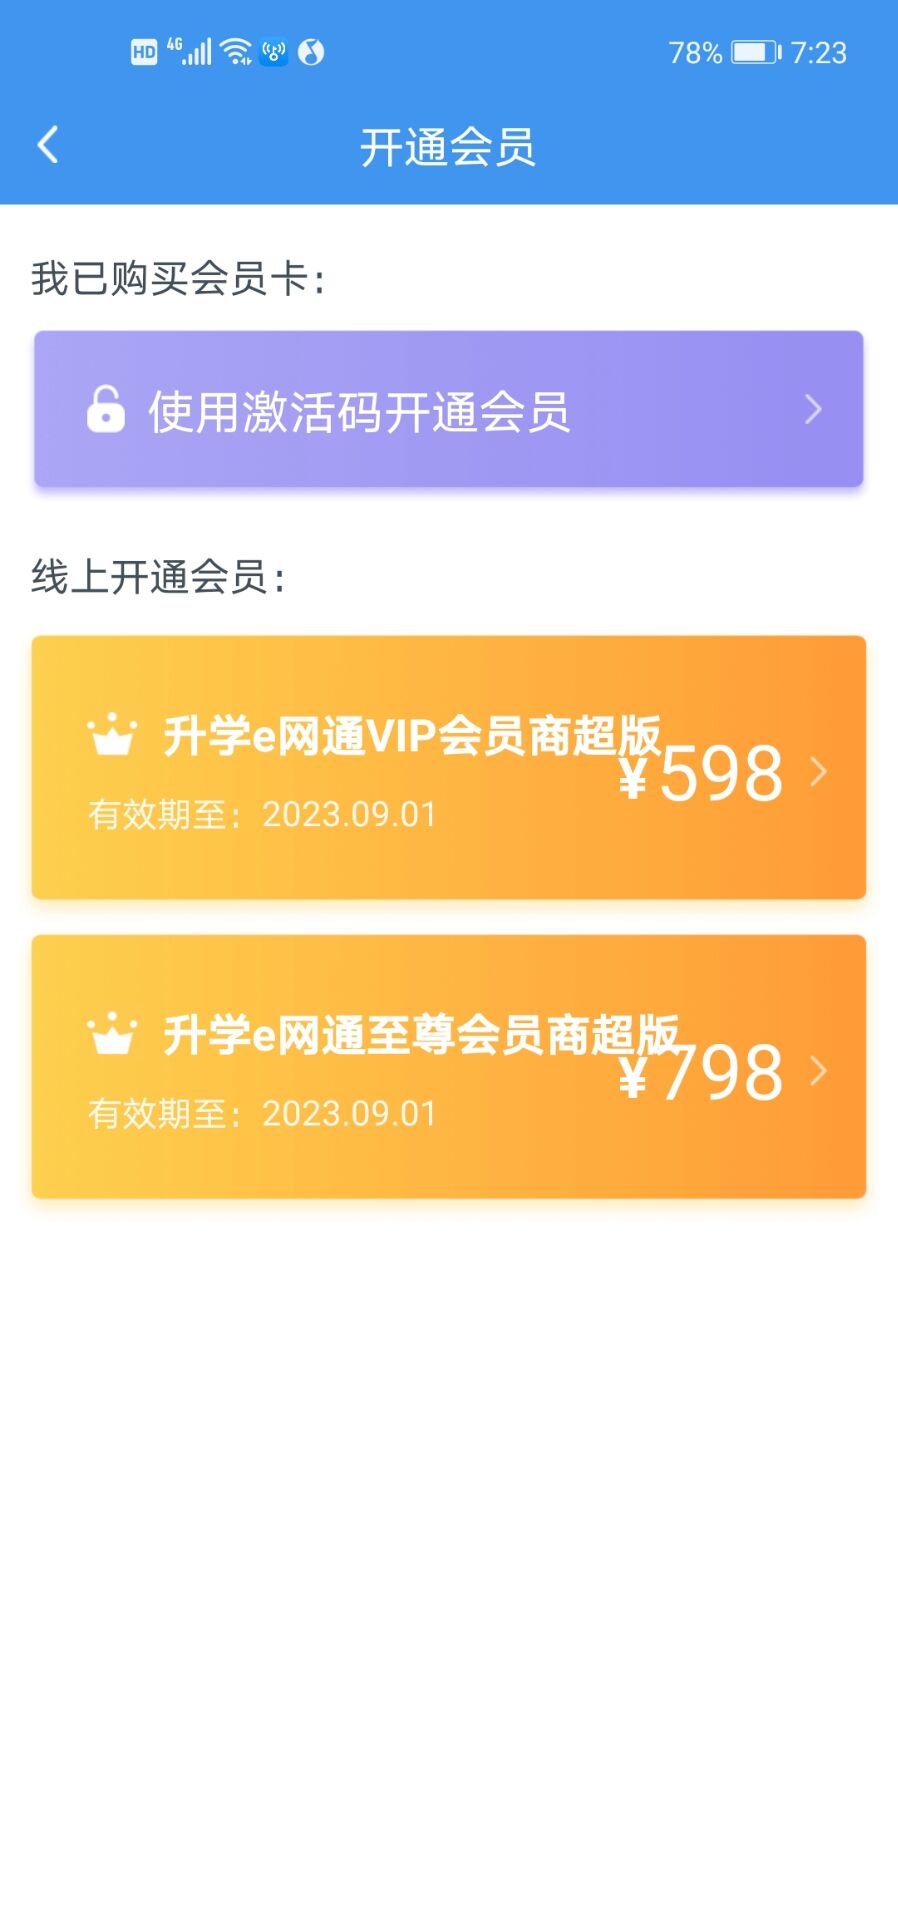 HD 4G 78% 7:23
开通会员
我已购买会员卡:
使用激活码开通会员
线上开通会员:
升学e网通VIP会员商超版
¥598
有效期至: 2023.09.01
升学e网通至尊会员商超版
¥798
有效期至: 2023.09.01